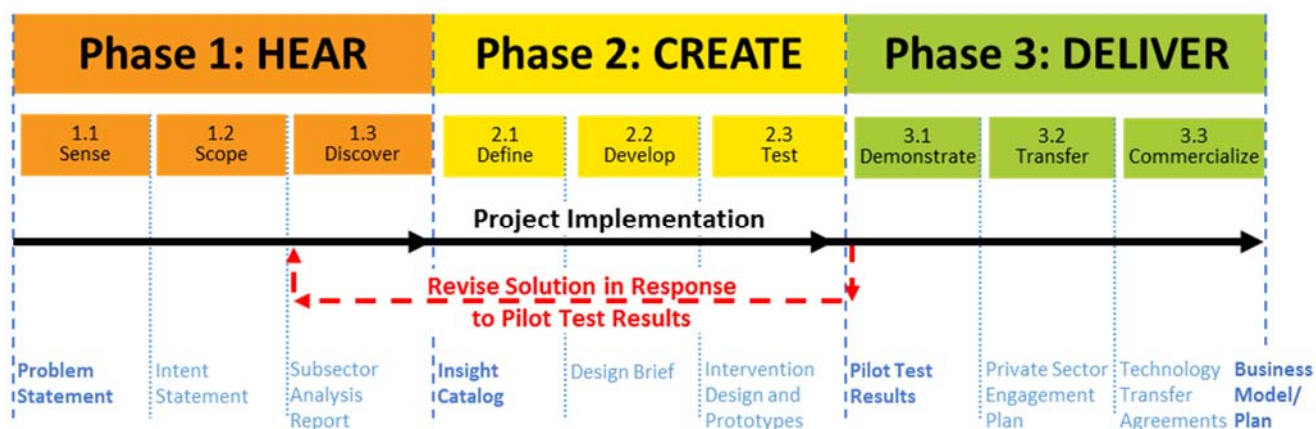 Phase 1: HEAR
Phase 2: CREATE
Phase 3: DELIVER
1.1
Sense
1.2
Scope
1.3
Discover
2.1
Define
2.2
Develop
2.3
Test
3.1
Demonstrate
3.2
Transfer
3.3
Commercialize
Project Implementation
Revise Solution in Response
to Pilot Test Results
Problem
Statement
Intent
Statement
Subsector
Analysis
Report
Insight
Catalog
Design Brief
Intervention
Design and
Prototypes
Pilot Test
Results
Private Sector
Engagement
Plan
Technology
Transfer
Agreements
Business
Model/
Plan